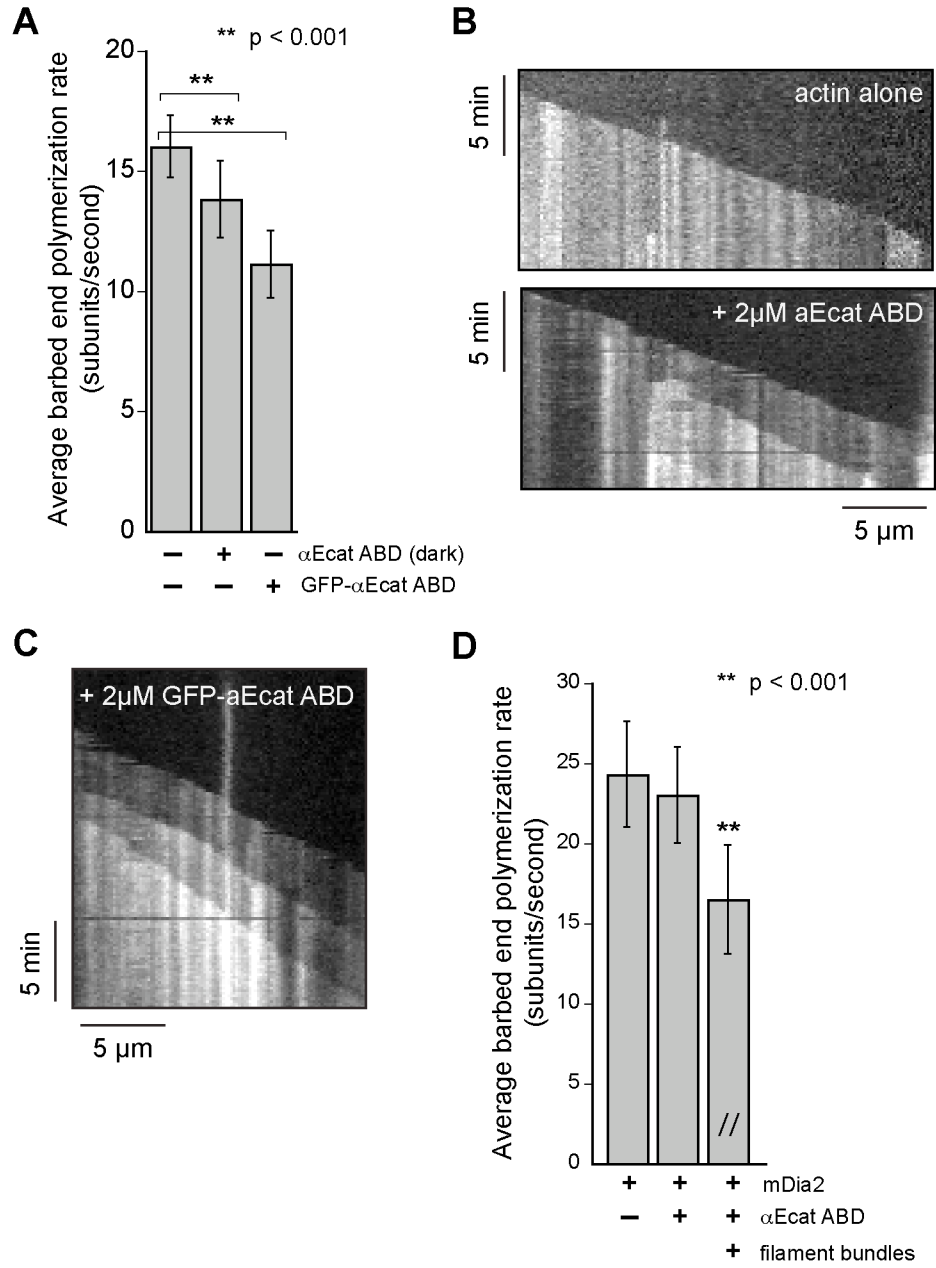 A
** p < 0.001
Average barbed end polymerization rate
(subunits/second)
20
15
10
5
0
**
**
– + – αEcat ABD (dark)
– – + GFP-αEcat ABD
B
5 min
actin alone
5 min
+ 2µM aEcat ABD
5 µm
C
+ 2µM GFP-aEcat ABD
5 min
5 µm
D
** p < 0.001
Average barbed end polymerization rate
(subunits/second)
30
25
20
15
10
5
0
**
//
+ + + mDia2
– + + αEcat ABD
+ filament bundles